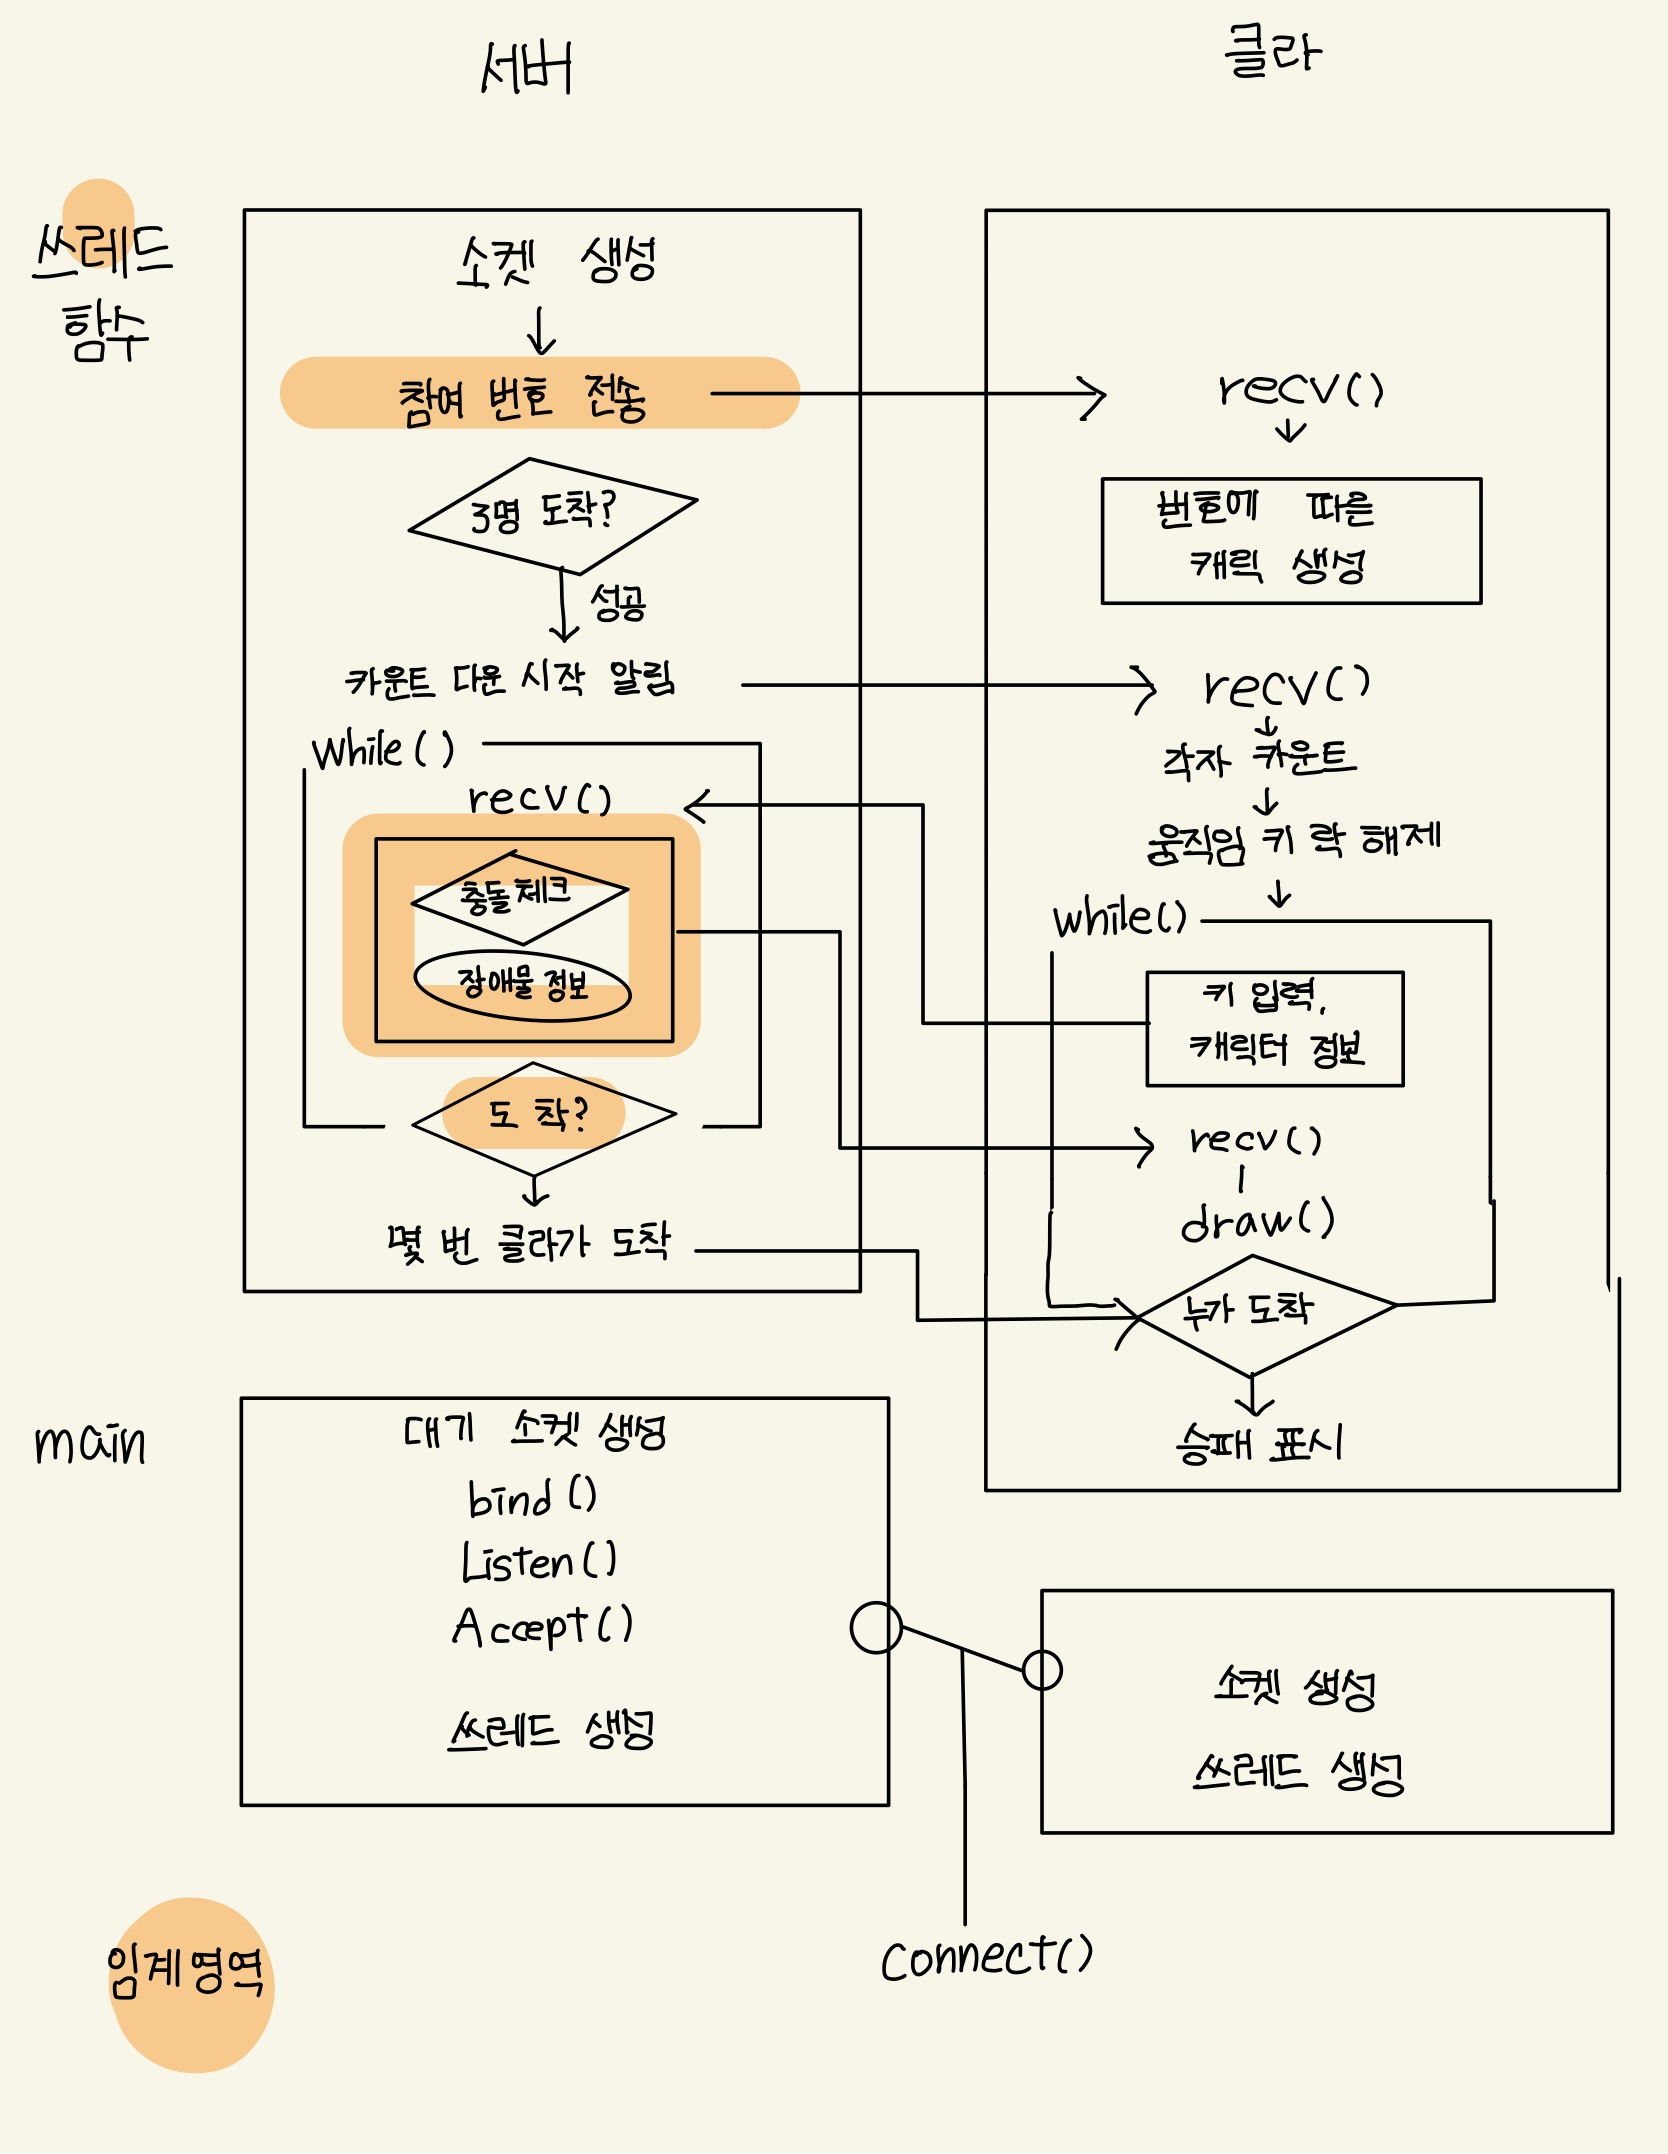 서버
클라
쓰레드
함수
소켓 생성
참여 번호 전송
3명 도착?
성공
카운트 다운 시작 알림
while()
recv()
충돌체크
장애물 정보
도착?
몇 번 클라가 도착
recv()
번호에 따른
캐릭 생성
recv()
각자 카운트
움직임 키 락 해제
while()
키 입력,
캐릭터 정보
recv()
draw()
누가 도착
승패 표시
main
대기 소켓 생성
bind()
Listen()
Accept()
쓰레드 생성
소켓 생성
쓰레드 생성
connect()
임계영역